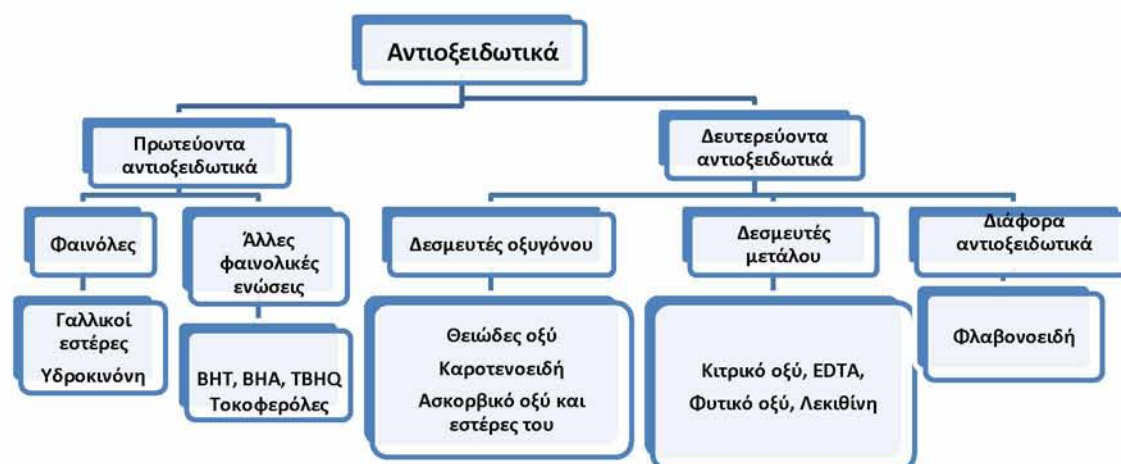 Αντιοξειδωτικά
Πρωτεύοντα
αντιοξειδωτικά
Δευτερεύοντα
αντιοξειδωτικά
Φαινόλες
Άλλες
φαινολικές
ενώσεις
Δεσμευτές οξυγόνου
Δεσμευτές
μετάλου
Διάφορα
αντιοξειδωτικά
Γαλλικοί
εστέρες
Υδροκινόνη
BHT, BHA, TBHQ
Τοκοφερόλες
Θειώδες οξύ
Καροτενοειδή
Ασκορβικό οξύ και
εστέρες του
Κιτρικό οξύ, EDTA,
Φυτικό οξύ, Λεκιθίνη
Φλαβονοειδή